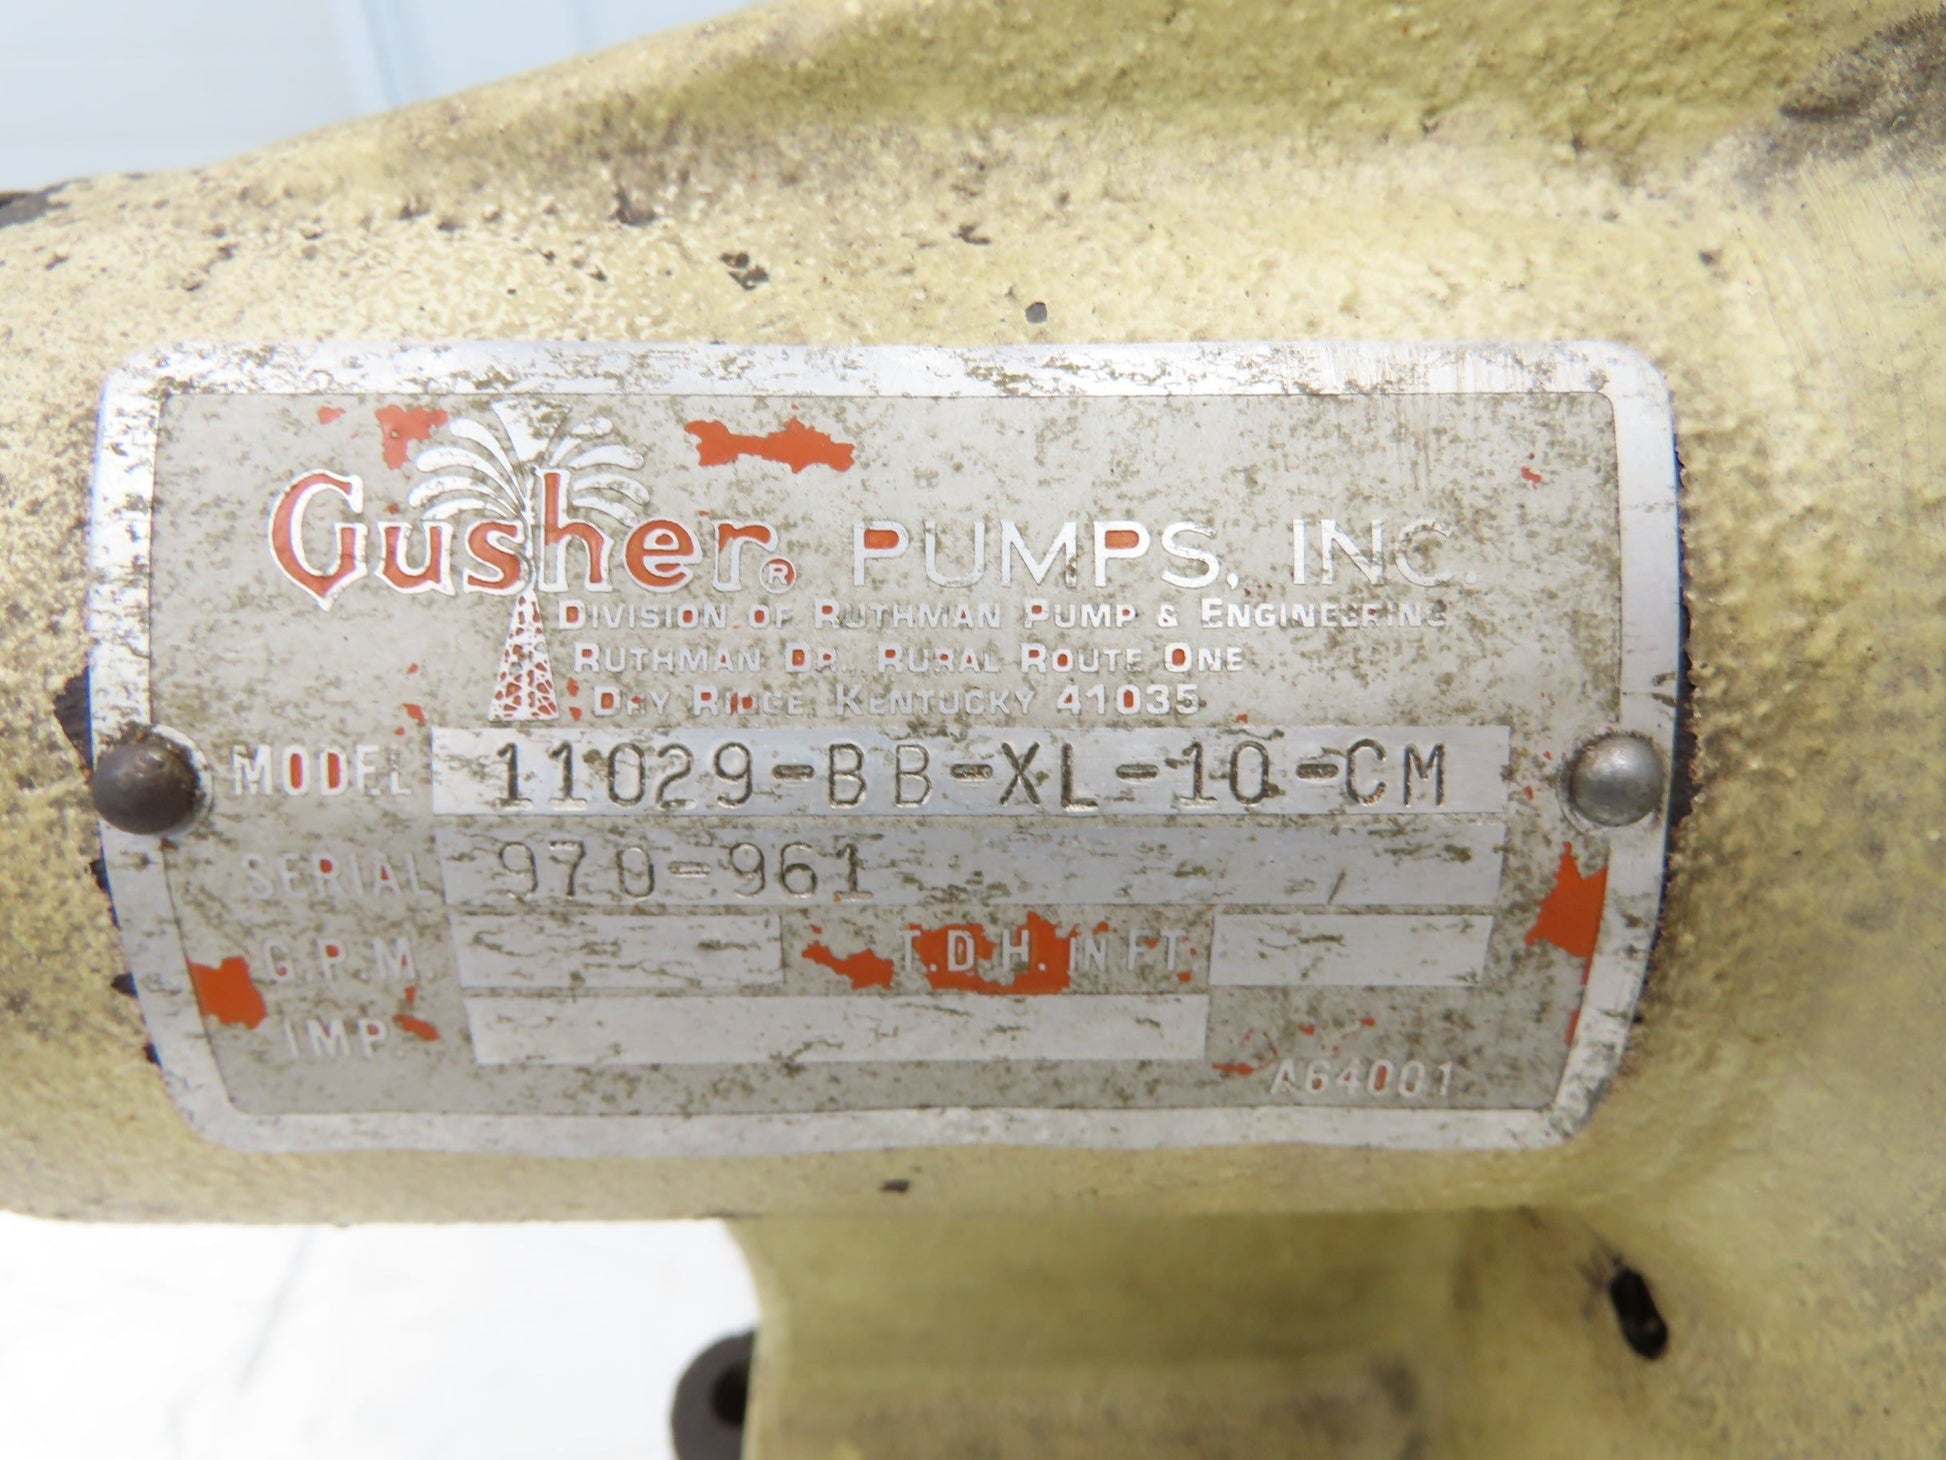 Gusher® PUMPS, INC.
DIVISION OF RUTHMAN PUMP & ENGINEERING
RUTHMAN DR. RURAL ROUTE ONE
DRY RIDGE, KENTUCKY 41035
MODEL 11029-BB-XL-10-CM
SERIAL 970-961
G.P.M. T.D.H. IN FT.
IMP.
A64001